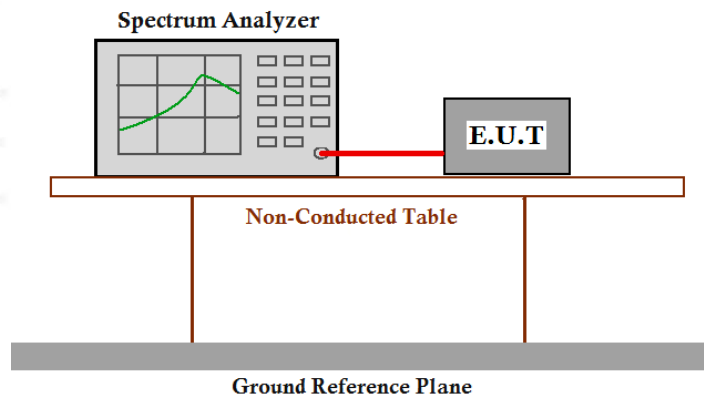 Spectrum Analyzer
E.U.T
Non-Conducted Table
Ground Reference Plane